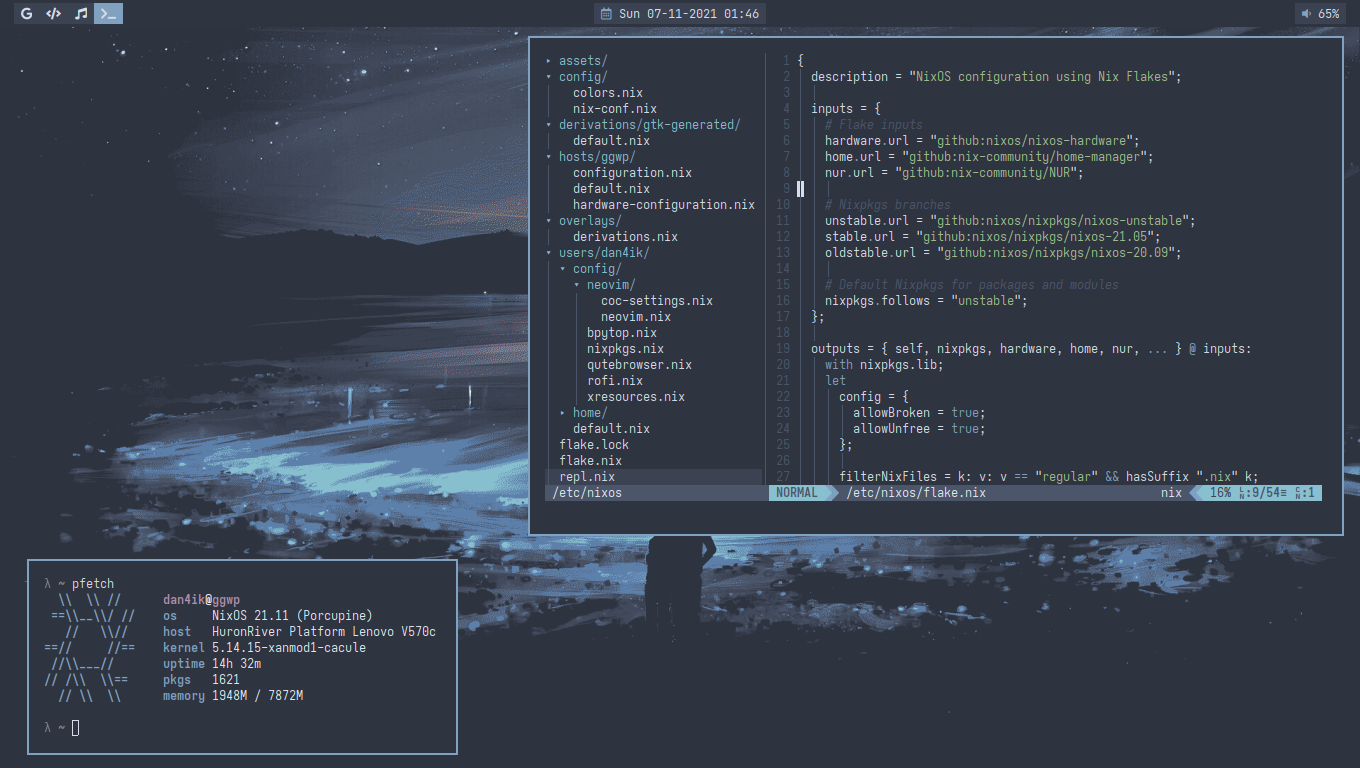 G </> >_
Sun 07-11-2021 01:46
65%
▸ assets/
▾ config/
colors.nix
nix-conf.nix
▾ derivations/gtk-generated/
default.nix
▾ hosts/ggwp/
configuration.nix
default.nix
hardware-configuration.nix
▾ overlays/
derivations.nix
▾ users/dan4ik/
▾ config/
▾ neovim/
coc-settings.nix
neovim.nix
bpytop.nix
nixpkgs.nix
qutebrowser.nix
rofi.nix
xresources.nix
▸ home/
default.nix
flake.lock
flake.nix
repl.nix
/etc/nixos
1 {
2 description = "NixOS configuration using Nix Flakes";
3
4 inputs = {
5 # Flake inputs
6 hardware.url = "github:nixos/nixos-hardware";
7 home.url = "github:nix-community/home-manager";
8 nur.url = "github:nix-community/NUR";
9
10 # Nixpkgs branches
11 unstable.url = "github:nixos/nixpkgs/nixos-unstable";
12 stable.url = "github:nixos/nixpkgs/nixos-21.05";
13 oldstable.url = "github:nixos/nixpkgs/nixos-20.09";
14
15 # Default Nixpkgs for packages and modules
16 nixpkgs.follows = "unstable";
17 };
18
19 outputs = { self, nixpkgs, hardware, home, nur, ... } @ inputs:
20 with nixpkgs.lib;
21 let
22 config = {
23 allowBroken = true;
24 allowUnfree = true;
25 };
26
27 filterNixFiles = k: v: v == "regular" && hasSuffix ".nix" k;
NORMAL /etc/nixos/flake.nix nix 16% LN:9/54≡ CN:1
λ ~ pfetch
\\  \\ // dan4ik@ggwp
==\\__\\/ // os NixOS 21.11 (Porcupine)
//   \\// host HuronRiver Platform Lenovo V570c
==//     //== kernel 5.14.15-xanmod1-cacule
//\\___// uptime 14h 32m
// /\\  \\== pkgs 1621
// \\  \\ memory 1948M / 7872M
λ ~